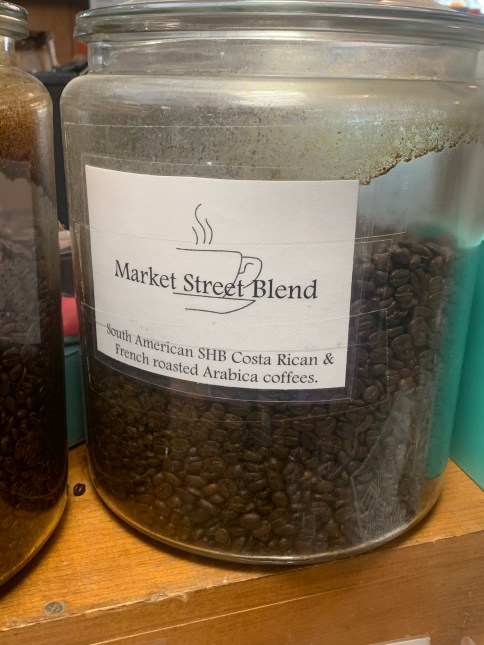 Market Street Blend
South American SHB Costa Rican &
French roasted Arabica coffees.